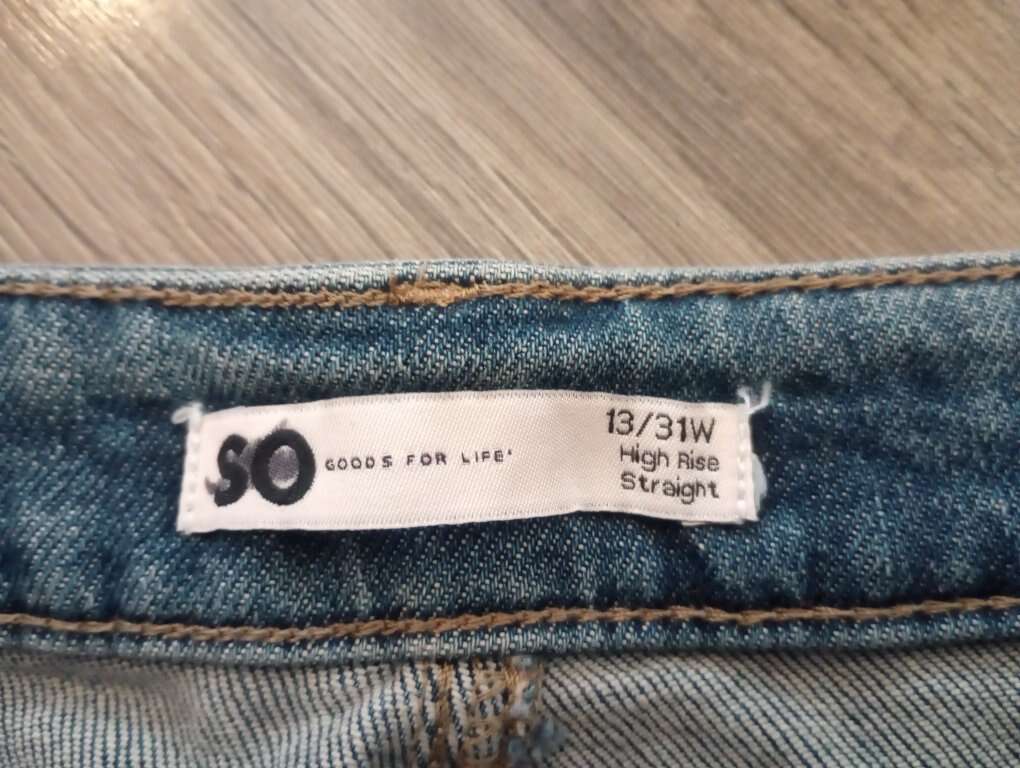 SO GOODS FOR LIFE
13/31W
High Rise
Straight